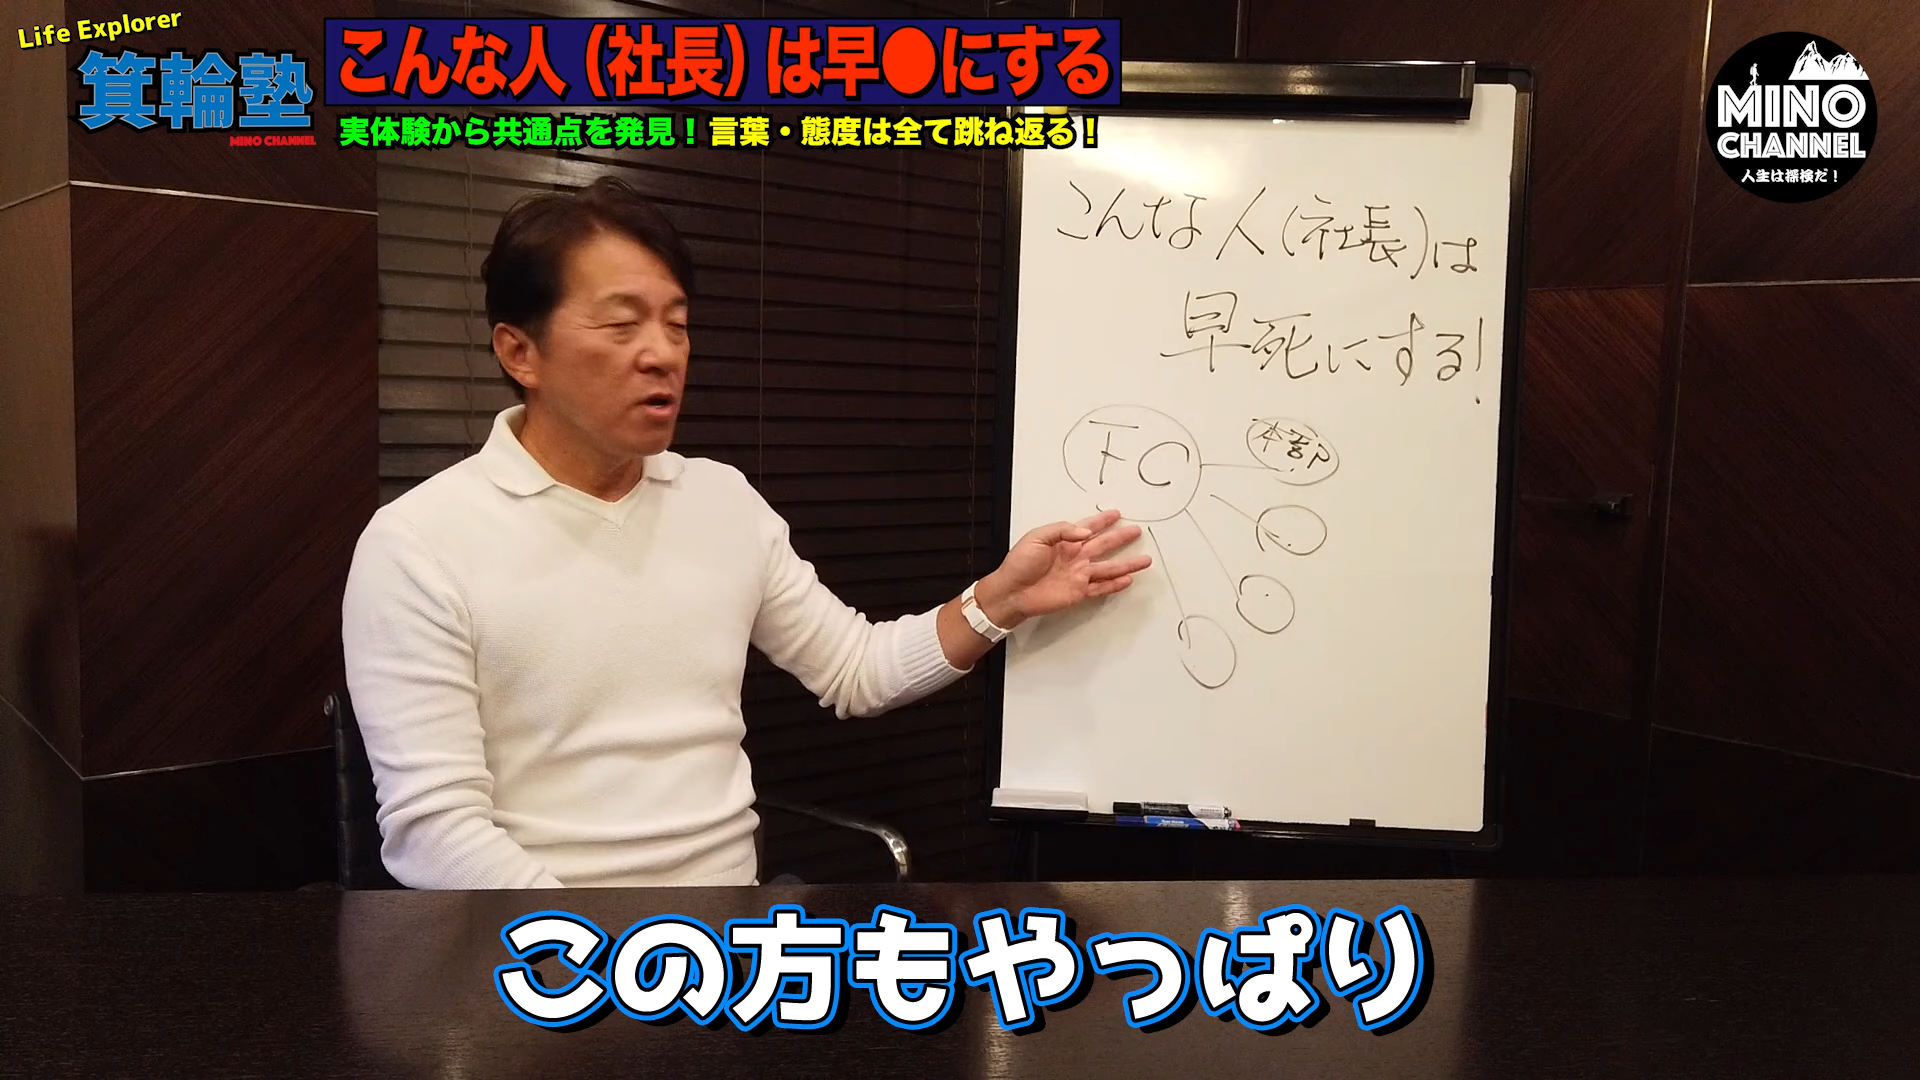 Life Explorer
箕輪塾
MINO CHANNEL
こんな人（社長）は早●にする
実体験から共通点を発見！言葉・態度は全て跳ね返る！
MINO
CHANNEL
人生は探検だ！
こんな人(社長)は
早死にする!
FC
本部
この方もやっぱり